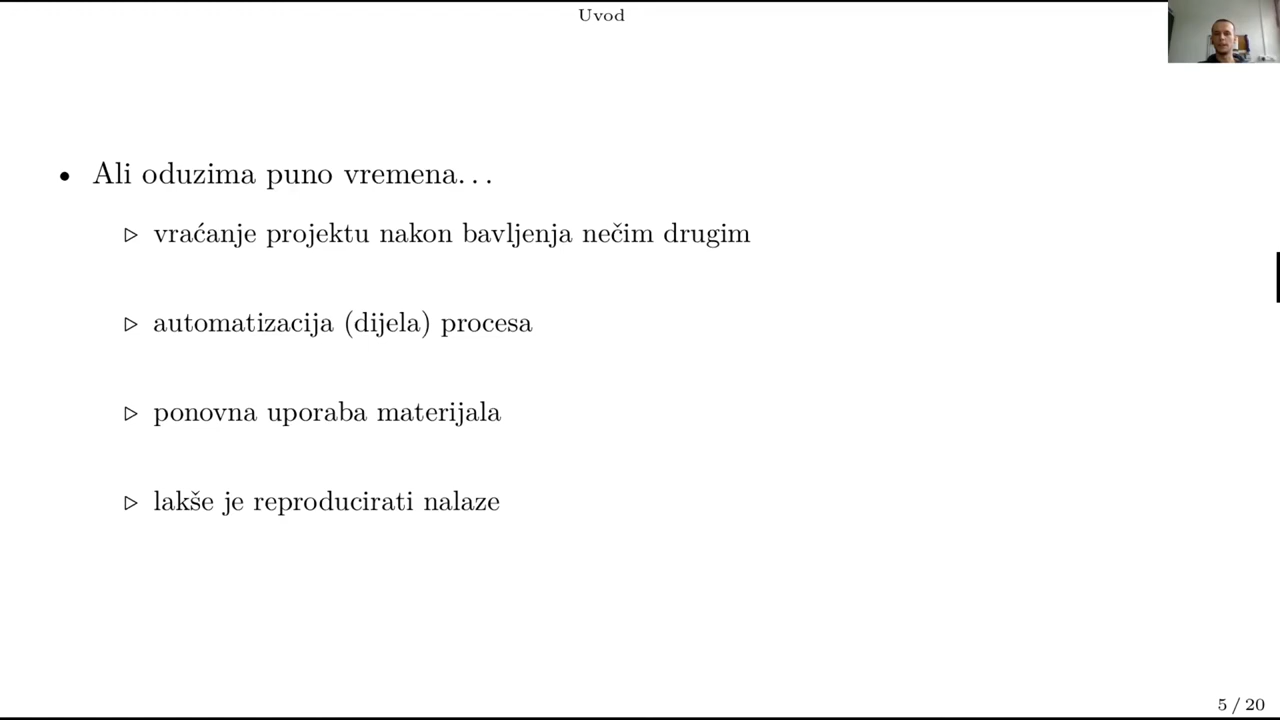 Uvod
• Ali oduzima puno vremena...
▷ vraćanje projektu nakon bavljenja nečim drugim
▷ automatizacija (dijela) procesa
▷ ponovna uporaba materijala
▷ lakše je reproducirati nalaze
5 / 20